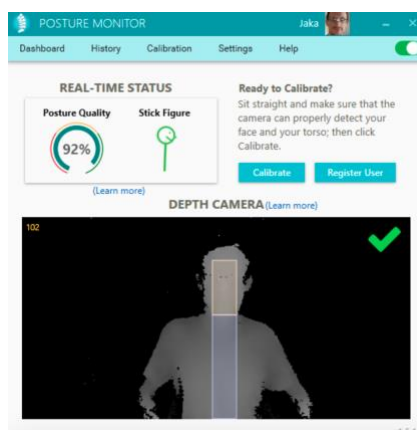 POSTURE MONITOR
Jaka
Dashboard History Calibration Settings Help
REAL-TIME STATUS
Posture Quality Stick Figure
92%
(Learn more)
Ready to Calibrate?
Sit straight and make sure that the
camera can properly detect your
face and your torso; then click
Calibrate.
Calibrate Register User
DEPTH CAMERA (Learn more)
102